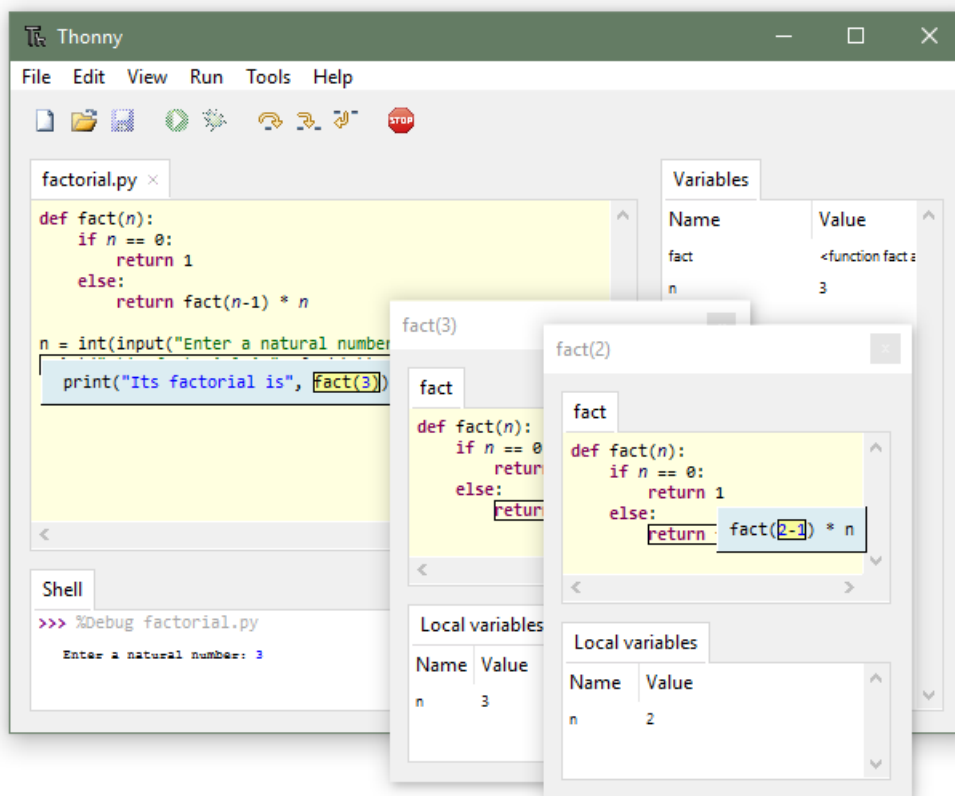 Thonny
File Edit View Run Tools Help
STOP
factorial.py
def fact(n):
if n == 0:
return 1
else:
return fact(n-1) * n
n = int(input("Enter a natural number
print("Its factorial is", fact(3))
Shell
>>> %Debug factorial.py
Enter a natural number: 3
Variables
Name Value
fact <function fact a
n 3
fact(3)
fact
def fact(n):
if n == 0
retur
else:
retur
Local variables
Name Value
n 3
fact(2)
fact
def fact(n):
if n == 0:
return 1
else:
return
fact(2-1) * n
Local variables
Name Value
n 2